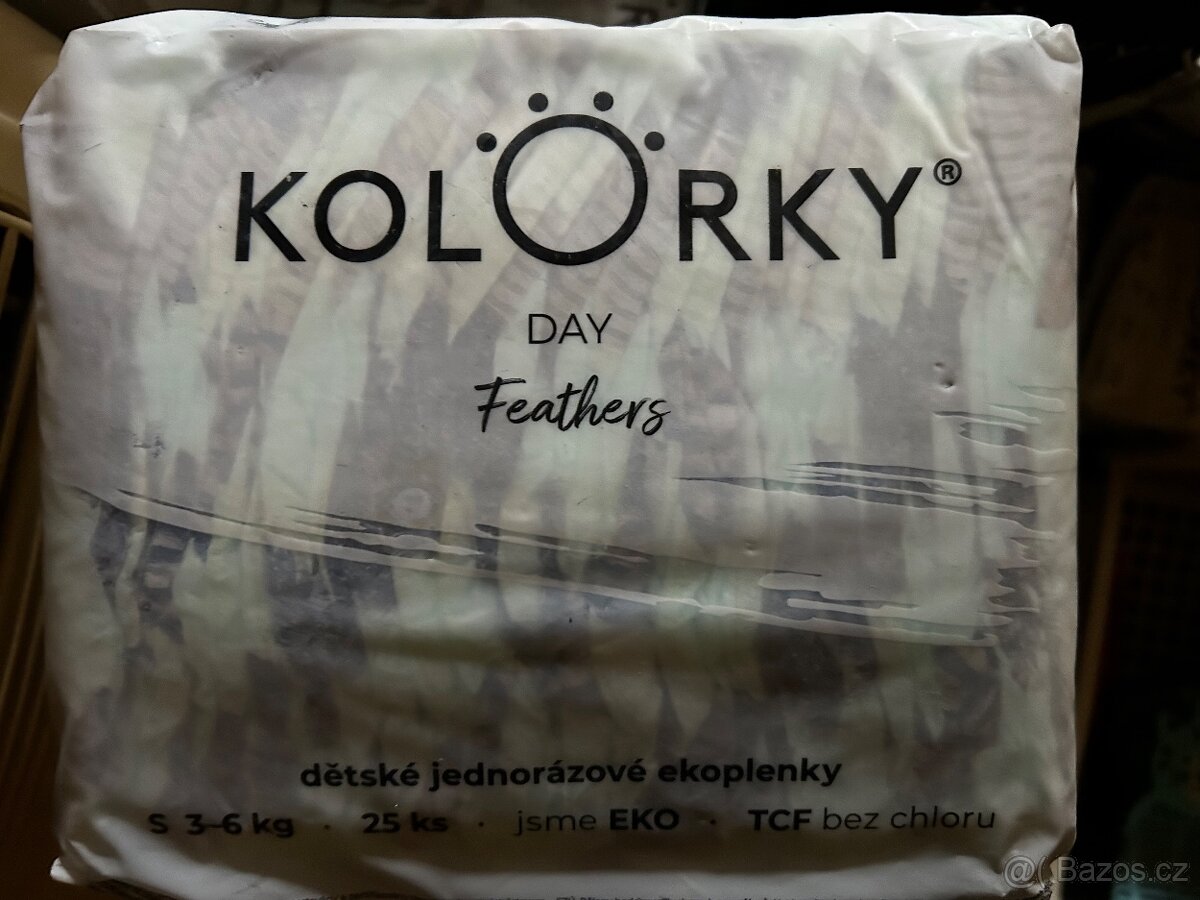 KOLORKY®
DAY
Feathers
dětské jednorázové ekoplenky
S 3–6 kg · 25 ks · jsme EKO · TCF bez chloru
@( Bazos.cz